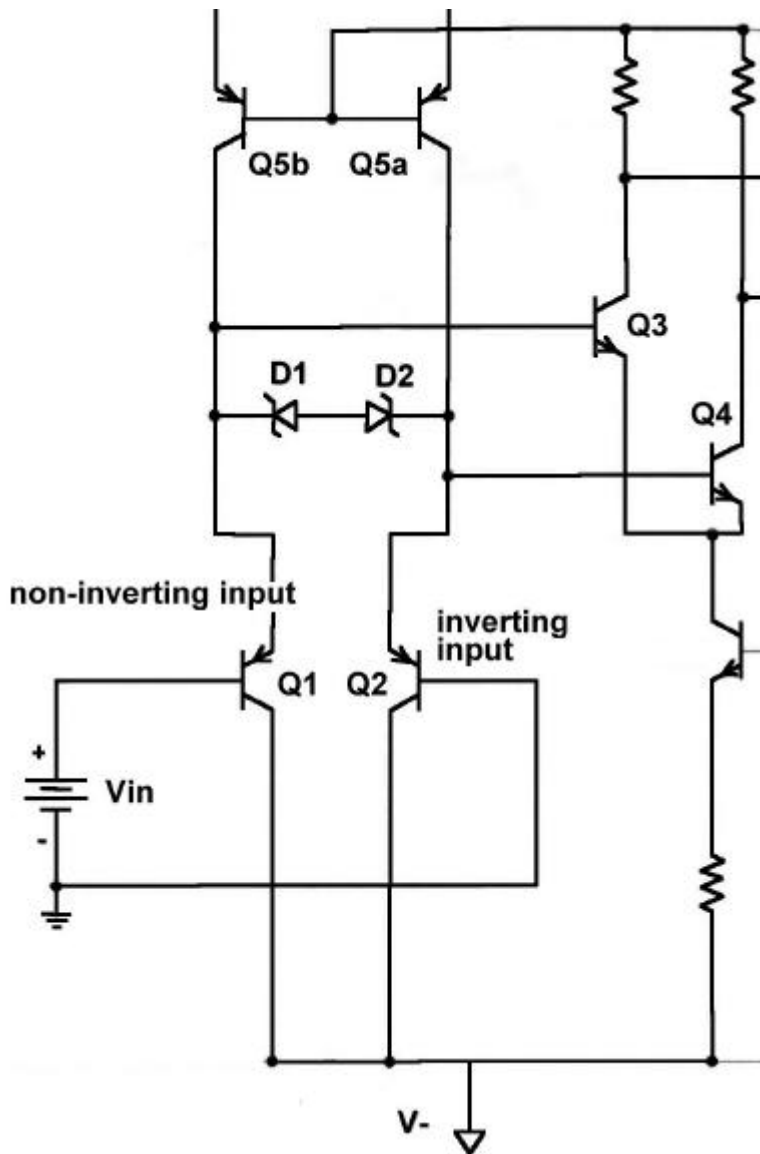 Q5b
Q5a
Q3
D1
D2
Q4
non-inverting input
inverting
input
Q1
Q2
+
Vin
-
V-